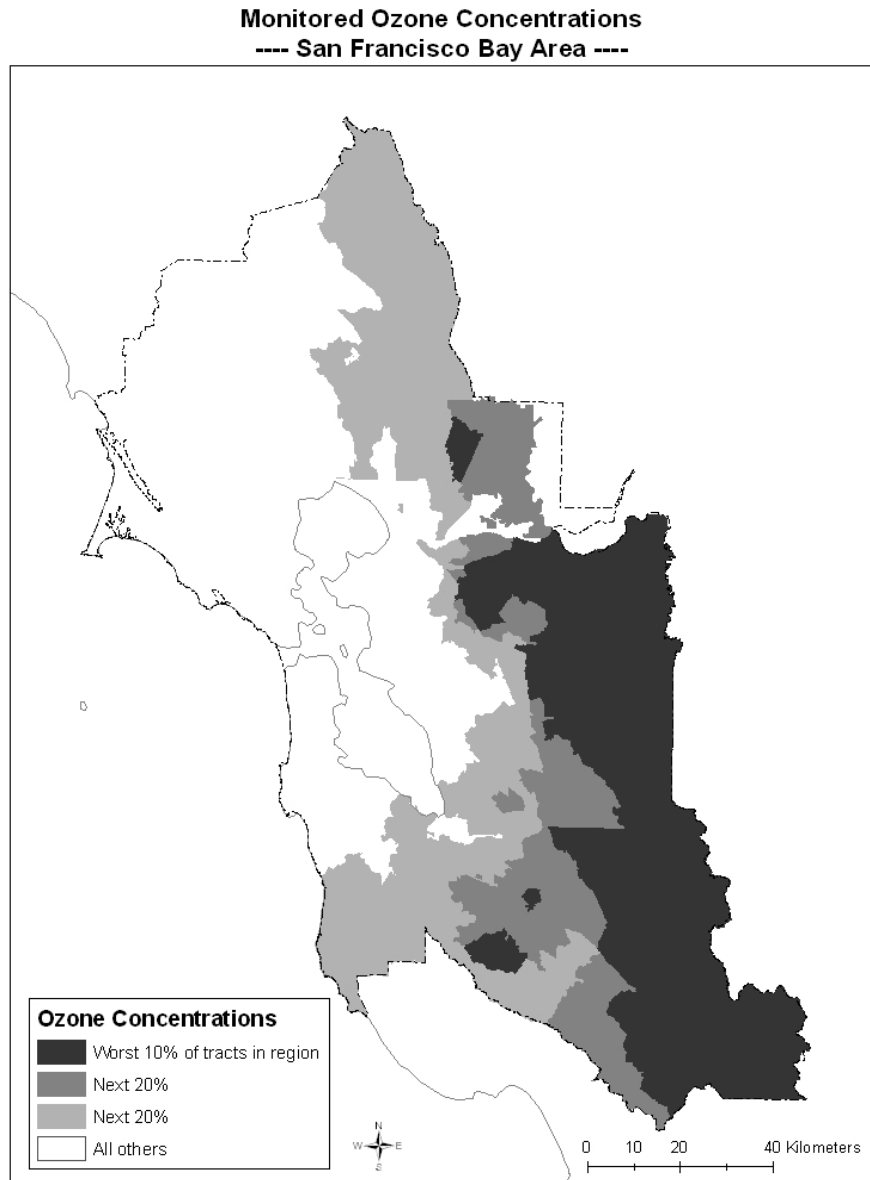 Monitored Ozone Concentrations
---- San Francisco Bay Area ----
Ozone Concentrations
Worst 10% of tracts in region
Next 20%
Next 20%
All others
N
W E
S
0 10 20 40 Kilometers